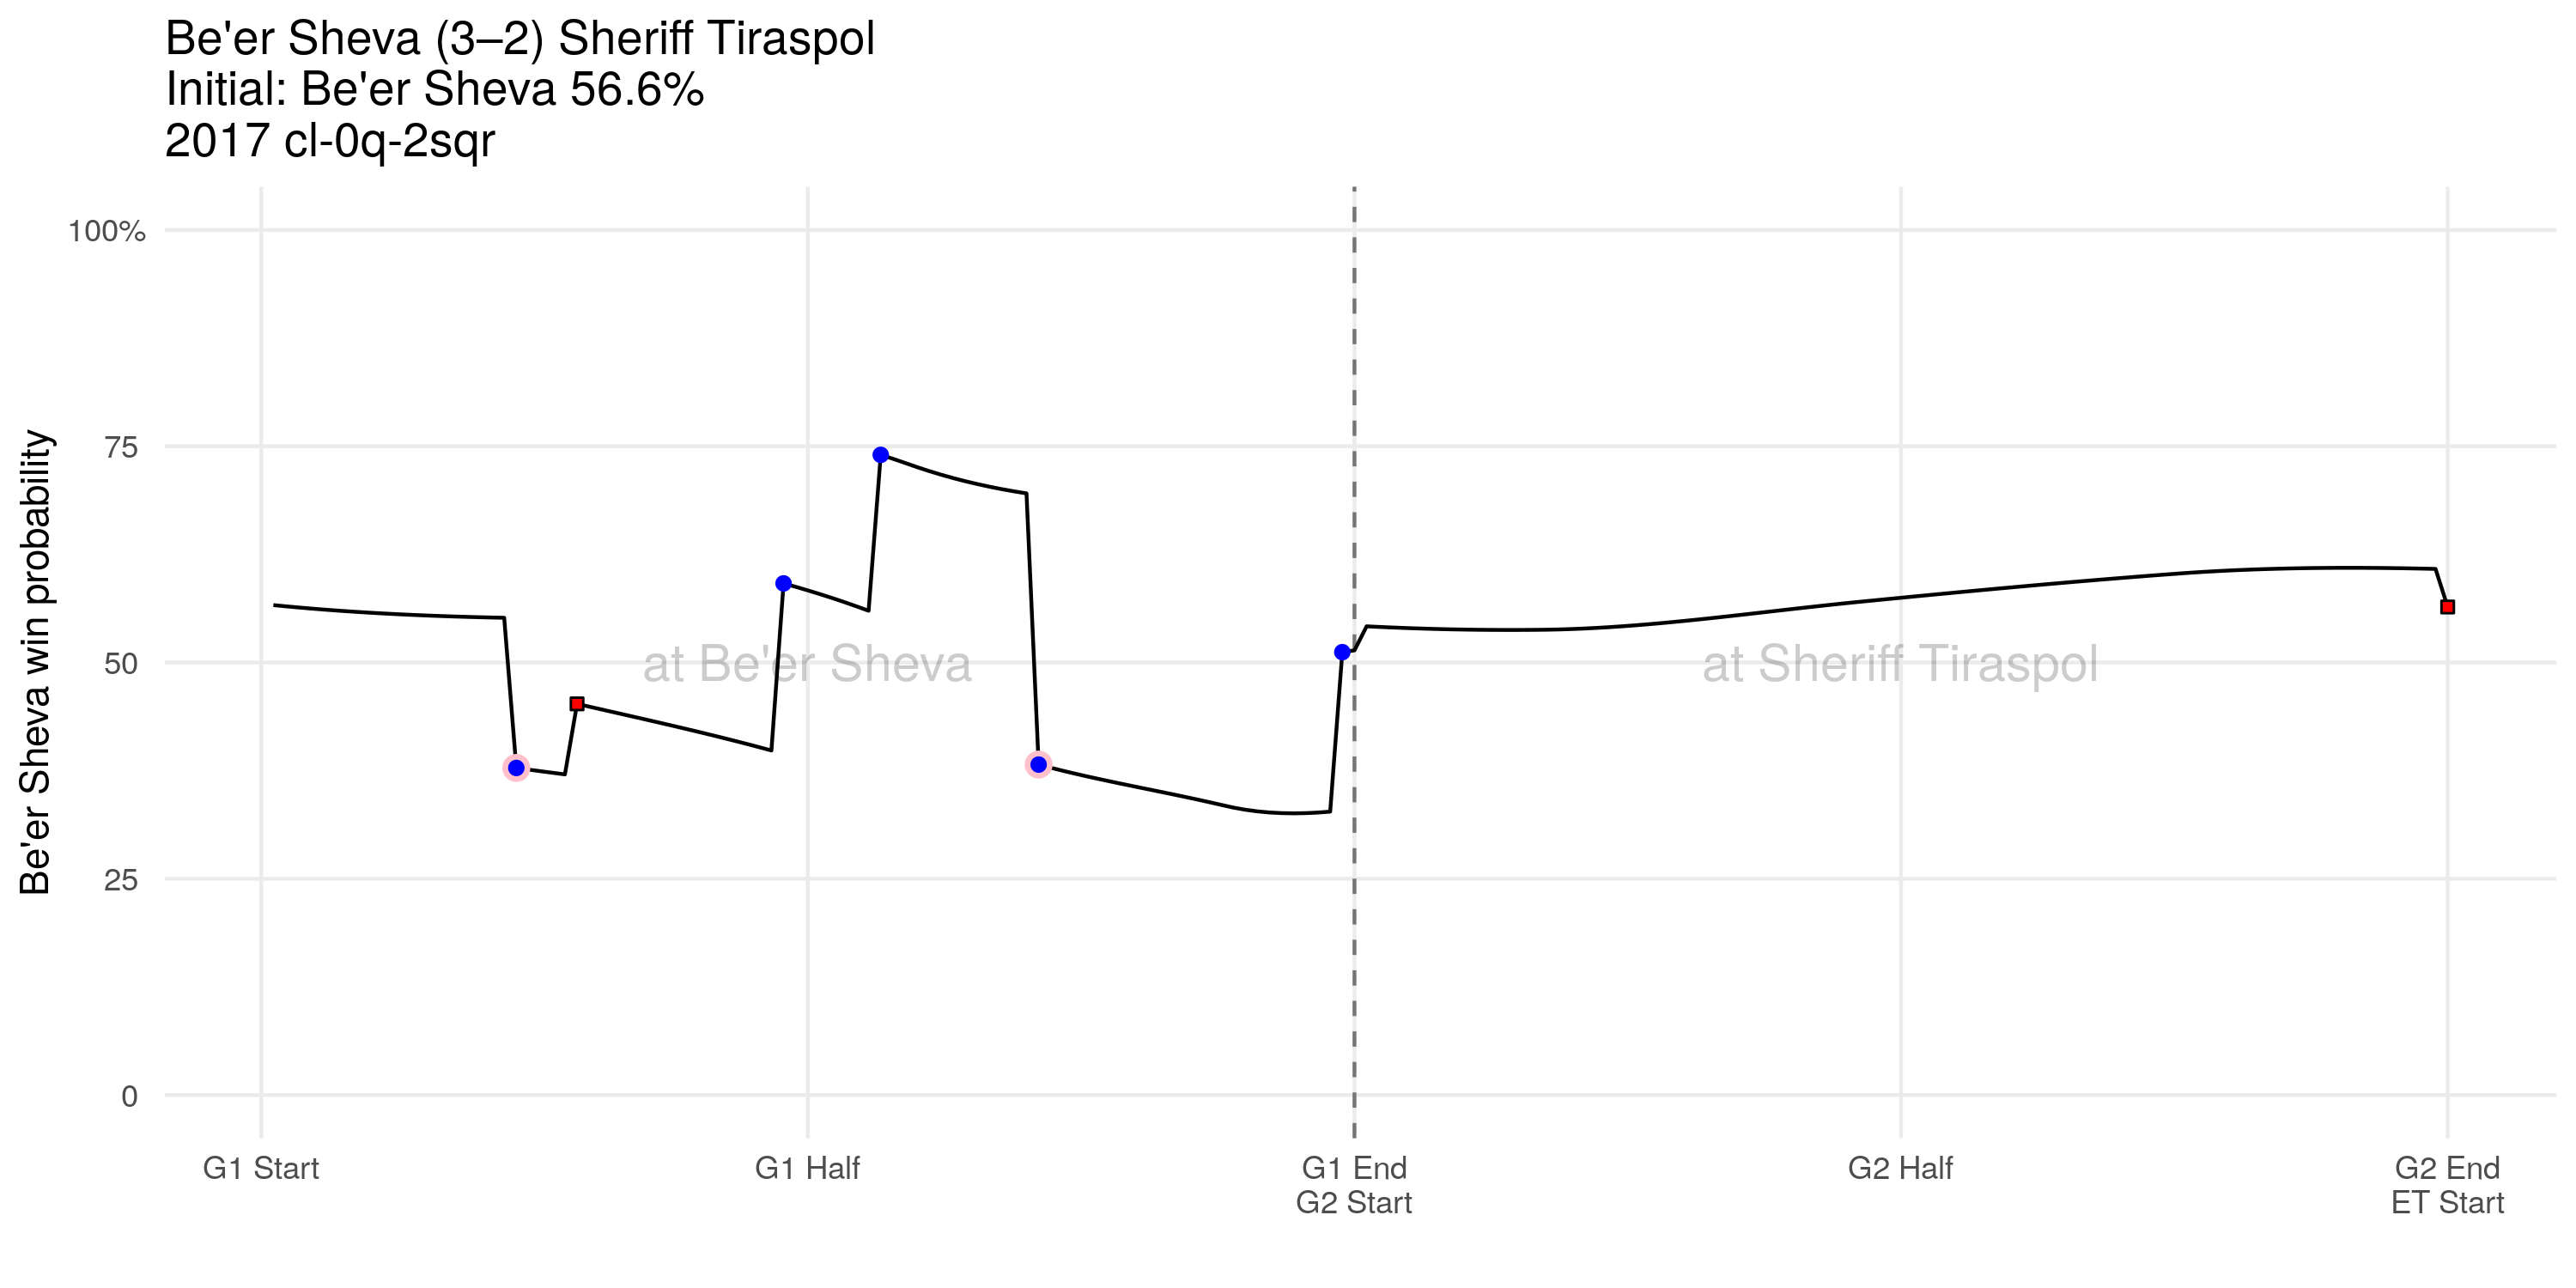 Be'er Sheva (3–2) Sheriff Tiraspol
Initial: Be'er Sheva 56.6%
2017 cl-0q-2sqr
Be'er Sheva win probability
100%
75
50
25
0
at Be'er Sheva
at Sheriff Tiraspol
G1 Start
G1 Half
G1 End
G2 Start
G2 Half
G2 End
ET Start